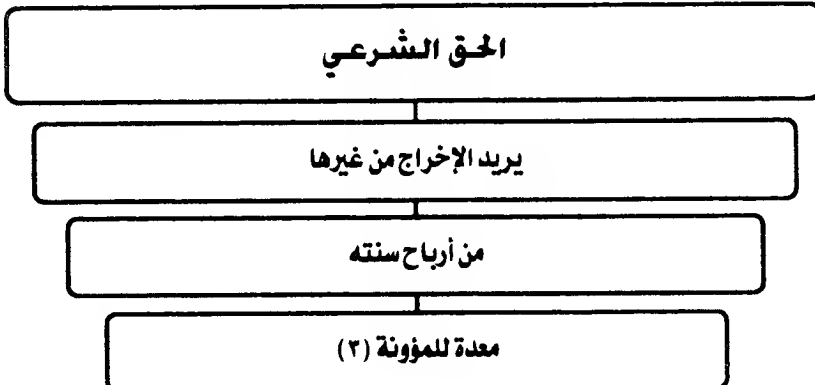 الحق الشرعي
يريد الإخراج من غيرها
من أرباح سنته
معدة للمؤونة (٣)